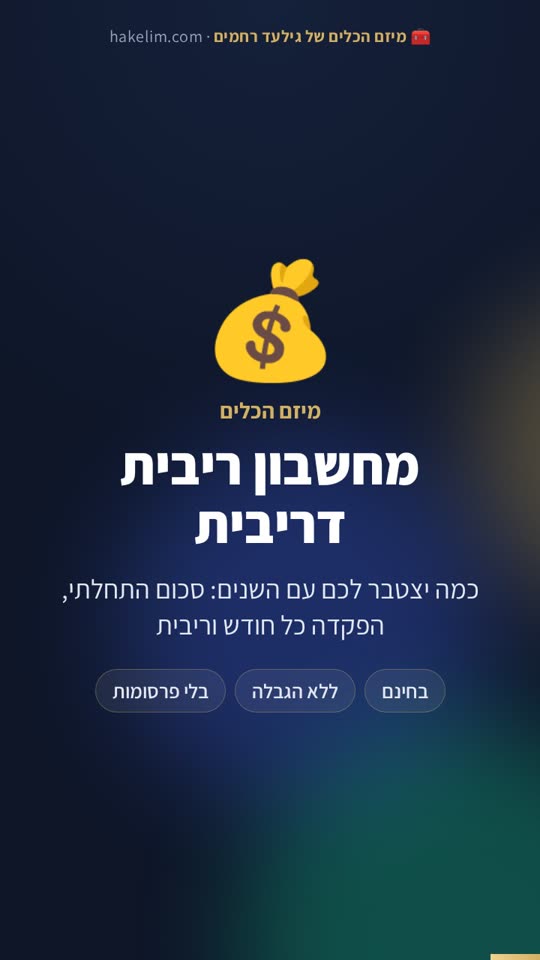 🧰 מיזם הכלים של גילעד רחמים · hakelim.com
מיזם הכלים
מחשבון ריבית
דריבית
כמה יצטבר לכם עם השנים: סכום התחלתי,
הפקדה כל חודש וריבית
בחינם
ללא הגבלה
בלי פרסומות